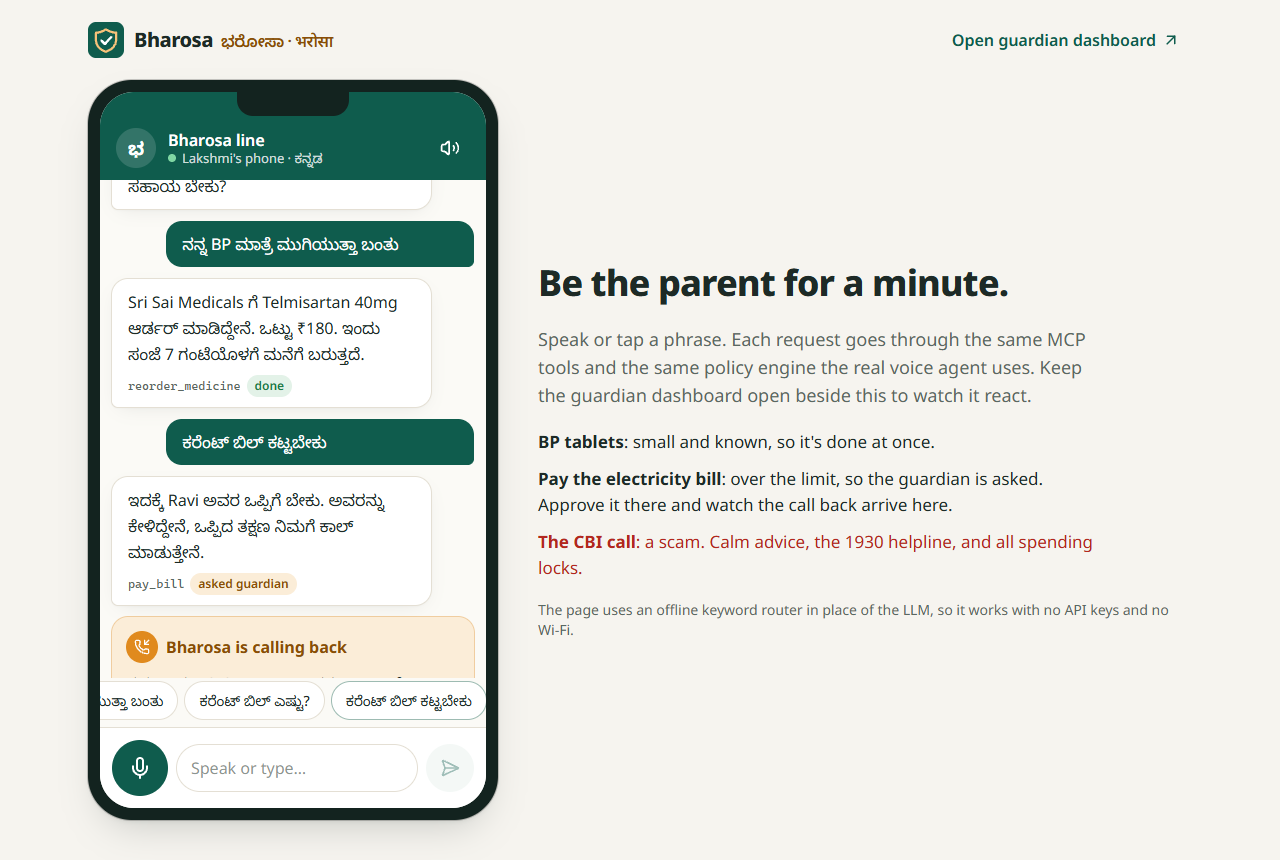 Bharosa ಭರೋಸಾ · भरोसा
Open guardian dashboard
ಭ
Bharosa line
Lakshmi's phone · ಕನ್ನಡ
ಸಹಾಯ ಬೇಕು?
ನನ್ನ BP ಮಾತ್ರೆ ಮುಗಿಯುತ್ತಾ ಬಂತು
Sri Sai Medicals ಗೆ Telmisartan 40mg
ಆರ್ಡರ್ ಮಾಡಿದ್ದೇನೆ. ಒಟ್ಟು ₹180. ಇಂದು
ಸಂಜೆ 7 ಗಂಟೆಯೊಳಗೆ ಮನೆಗೆ ಬರುತ್ತದೆ.
reorder_medicine done
ಕರೆಂಟ್ ಬಿಲ್ ಕಟ್ಟಬೇಕು
ಇದಕ್ಕೆ Ravi ಅವರ ಒಪ್ಪಿಗೆ ಬೇಕು. ಅವರನ್ನು
ಕೇಳಿದ್ದೇನೆ, ಒಪ್ಪಿದ ತಕ್ಷಣ ನಿಮಗೆ ಕಾಲ್
ಮಾಡುತ್ತೇನೆ.
pay_bill asked guardian
Bharosa is calling back
ಬಂತು
ಕರೆಂಟ್ ಬಿಲ್ ಎಷ್ಟು?
ಕರೆಂಟ್ ಬಿಲ್ ಕಟ್ಟಬೇಕು
Speak or type...
Be the parent for a minute.
Speak or tap a phrase. Each request goes through the same MCP
tools and the same policy engine the real voice agent uses. Keep
the guardian dashboard open beside this to watch it react.
BP tablets: small and known, so it's done at once.
Pay the electricity bill: over the limit, so the guardian is asked.
Approve it there and watch the call back arrive here.
The CBI call: a scam. Calm advice, the 1930 helpline, and all spending
locks.
The page uses an offline keyword router in place of the LLM, so it works with no API keys and no
Wi-Fi.